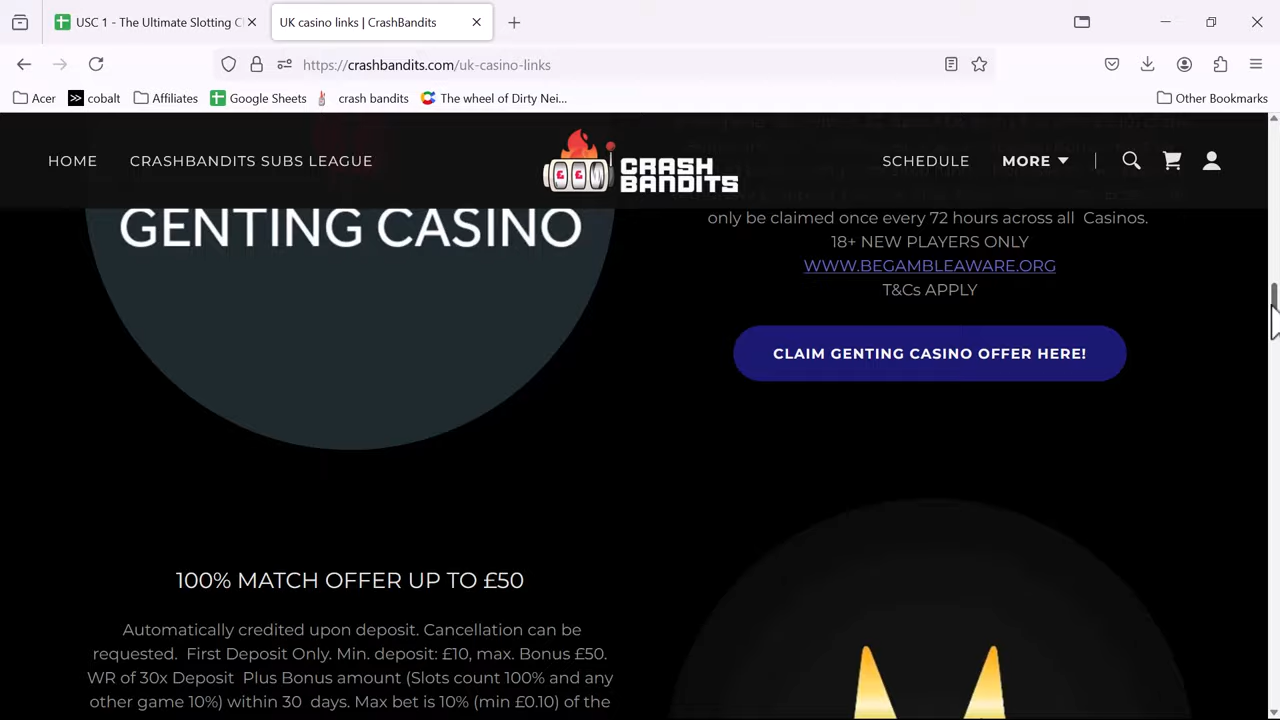 USC 1 - The Ultimate Slotting C
UK casino links | CrashBandits
https://crashbandits.com/uk-casino-links
Acer
cobalt
Affiliates
Google Sheets
crash bandits
The wheel of Dirty Nei...
Other Bookmarks
HOME
CRASHBANDITS SUBS LEAGUE
CRASH
BANDITS
SCHEDULE
MORE
GENTING CASINO
only be claimed once every 72 hours across all Casinos.
18+ NEW PLAYERS ONLY
WWW.BEGAMBLEAWARE.ORG
T&Cs APPLY
CLAIM GENTING CASINO OFFER HERE!
100% MATCH OFFER UP TO £50
Automatically credited upon deposit. Cancellation can be
requested. First Deposit Only. Min. deposit: £10, max. Bonus £50.
WR of 30x Deposit Plus Bonus amount (Slots count 100% and any
other game 10%) within 30 days. Max bet is 10% (min £0.10) of the